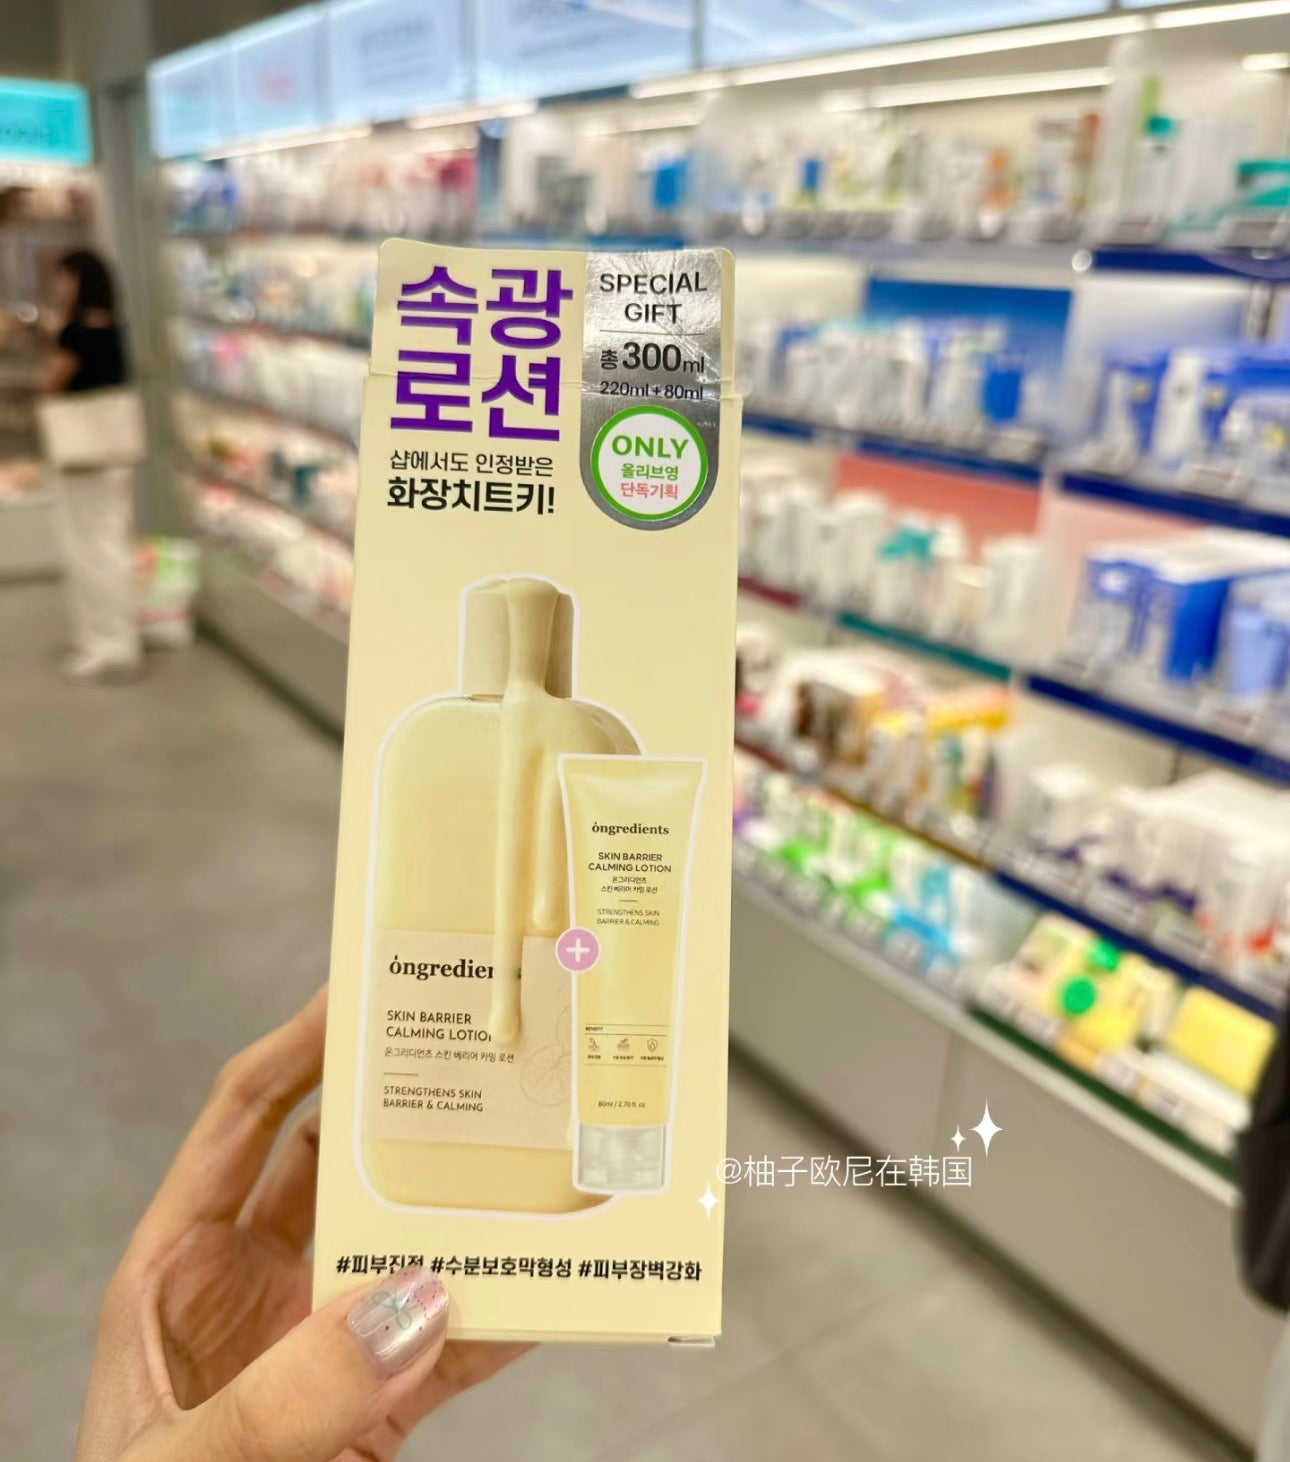 속광
로션
샵에서도 인정받은
화장치트키!
SPECIAL
GIFT
총 300ml
220ml + 80ml
ONLY
올리브영
단독기획
óngredien
SKIN BARRIER
CALMING LOTION
온그리디언츠 스킨 베리어 카밍 로션
STRENGTHENS SKIN
BARRIER & CALMING
óngredients
SKIN BARRIER
CALMING LOTION
온그리디언츠
스킨 베리어 카밍 로션
STRENGTHENS SKIN
BARRIER & CALMING
BENEFIT
80ml / 2.70 fl. oz
+
@柚子欧尼在韩国
#피부진정 #수분보호막형성 #피부장벽강화